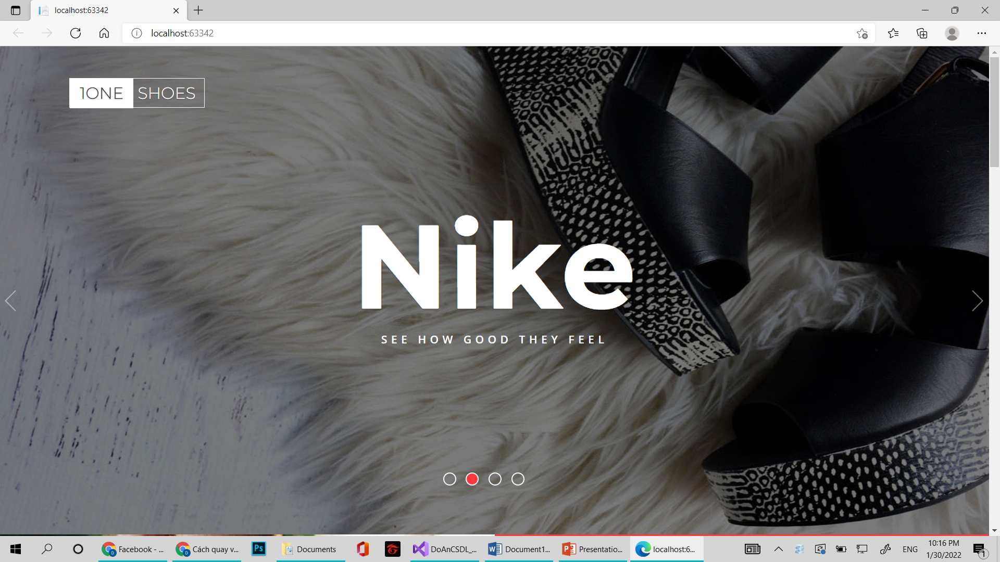 localhost:63342
localhost:63342
1ONE SHOES
Nike
SEE HOW GOOD THEY FEEL
Facebook - ...
Cách quay v...
Ps
Documents
DoAnCSDL_...
Document1...
Presentatio...
localhost:6...
ENG
10:16 PM
1/30/2022
1